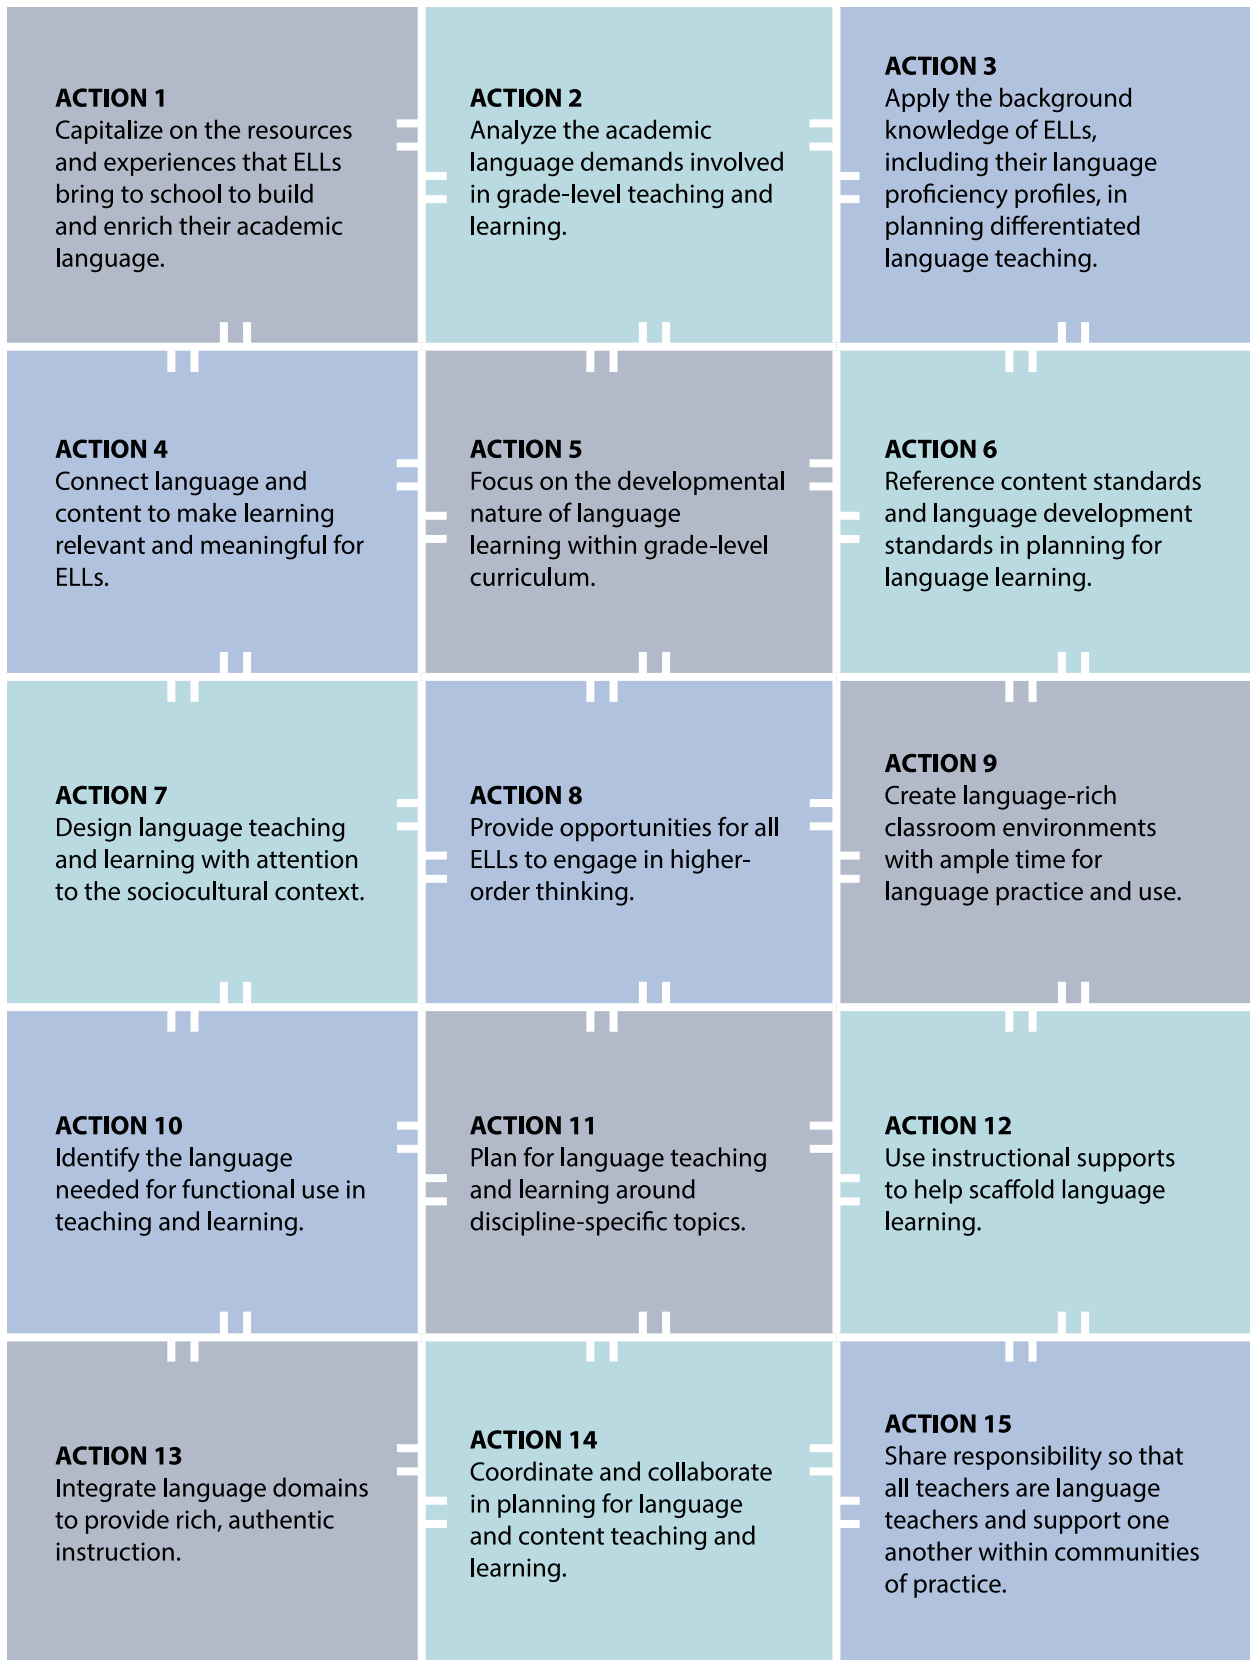 ACTION 1
Capitalize on the resources
and experiences that ELLs
bring to school to build
and enrich their academic
language.
ACTION 2
Analyze the academic
language demands involved
in grade-level teaching and
learning.
ACTION 3
Apply the background
knowledge of ELLs,
including their language
proficiency profiles, in
planning differentiated
language teaching.
ACTION 4
Connect language and
content to make learning
relevant and meaningful for
ELLs.
ACTION 5
Focus on the developmental
nature of language
learning within grade-level
curriculum.
ACTION 6
Reference content standards
and language development
standards in planning for
language learning.
ACTION 7
Design language teaching
and learning with attention
to the sociocultural context.
ACTION 8
Provide opportunities for all
ELLs to engage in higher-
order thinking.
ACTION 9
Create language-rich
classroom environments
with ample time for
language practice and use.
ACTION 10
Identify the language
needed for functional use in
teaching and learning.
ACTION 11
Plan for language teaching
and learning around
discipline-specific topics.
ACTION 12
Use instructional supports
to help scaffold language
learning.
ACTION 13
Integrate language domains
to provide rich, authentic
instruction.
ACTION 14
Coordinate and collaborate
in planning for language
and content teaching and
learning.
ACTION 15
Share responsibility so that
all teachers are language
teachers and support one
another within communities
of practice.